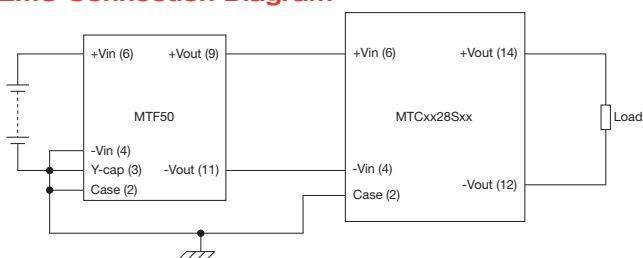 EMC Connection Diagram
+Vin (6)
+Vout (9)
MTF50
-Vin (4)
Y-cap (3)
-Vout (11)
Case (2)
+Vin (6)
+Vout (14)
MTCxx28Sxx
-Vin (4)
Case (2)
-Vout (12)
Load